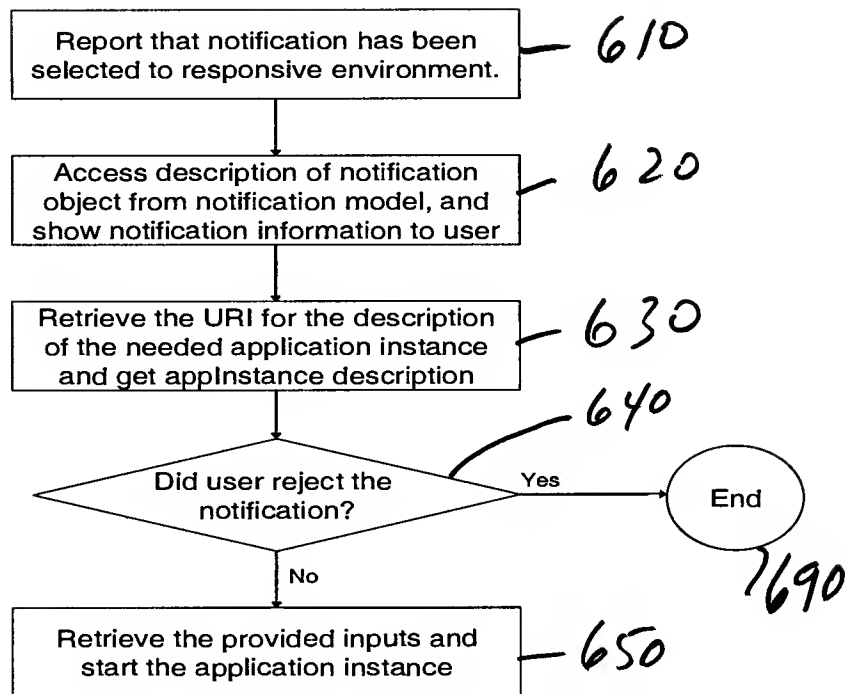 Report that notification has been
selected to responsive environment.
610
Access description of notification
object from notification model, and
show notification information to user
620
Retrieve the URI for the description
of the needed application instance
and get appInstance description
630
640
Did user reject the
notification?
Yes
End
690
No
Retrieve the provided inputs and
start the application instance
650